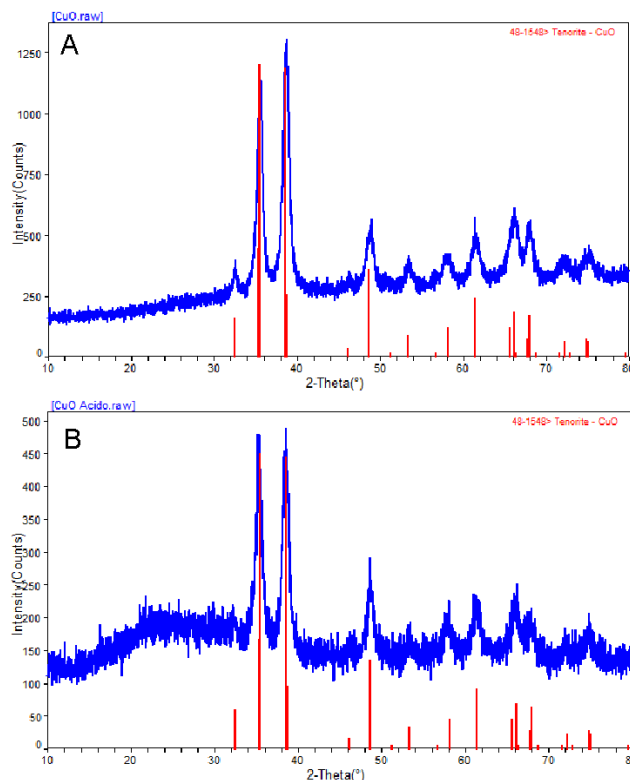 [CuO.raw]
A
48-1548> Tenorite - CuO
Intensity(Counts)
1250
1000
750
500
250
0
10 20 30 40 50 60 70 80
2-Theta(°)
[CuO Acido.raw]
B
48-1548> Tenorite - CuO
Intensity(Counts)
500
450
400
350
300
250
200
150
100
50
0
10 20 30 40 50 60 70 80
2-Theta(°)